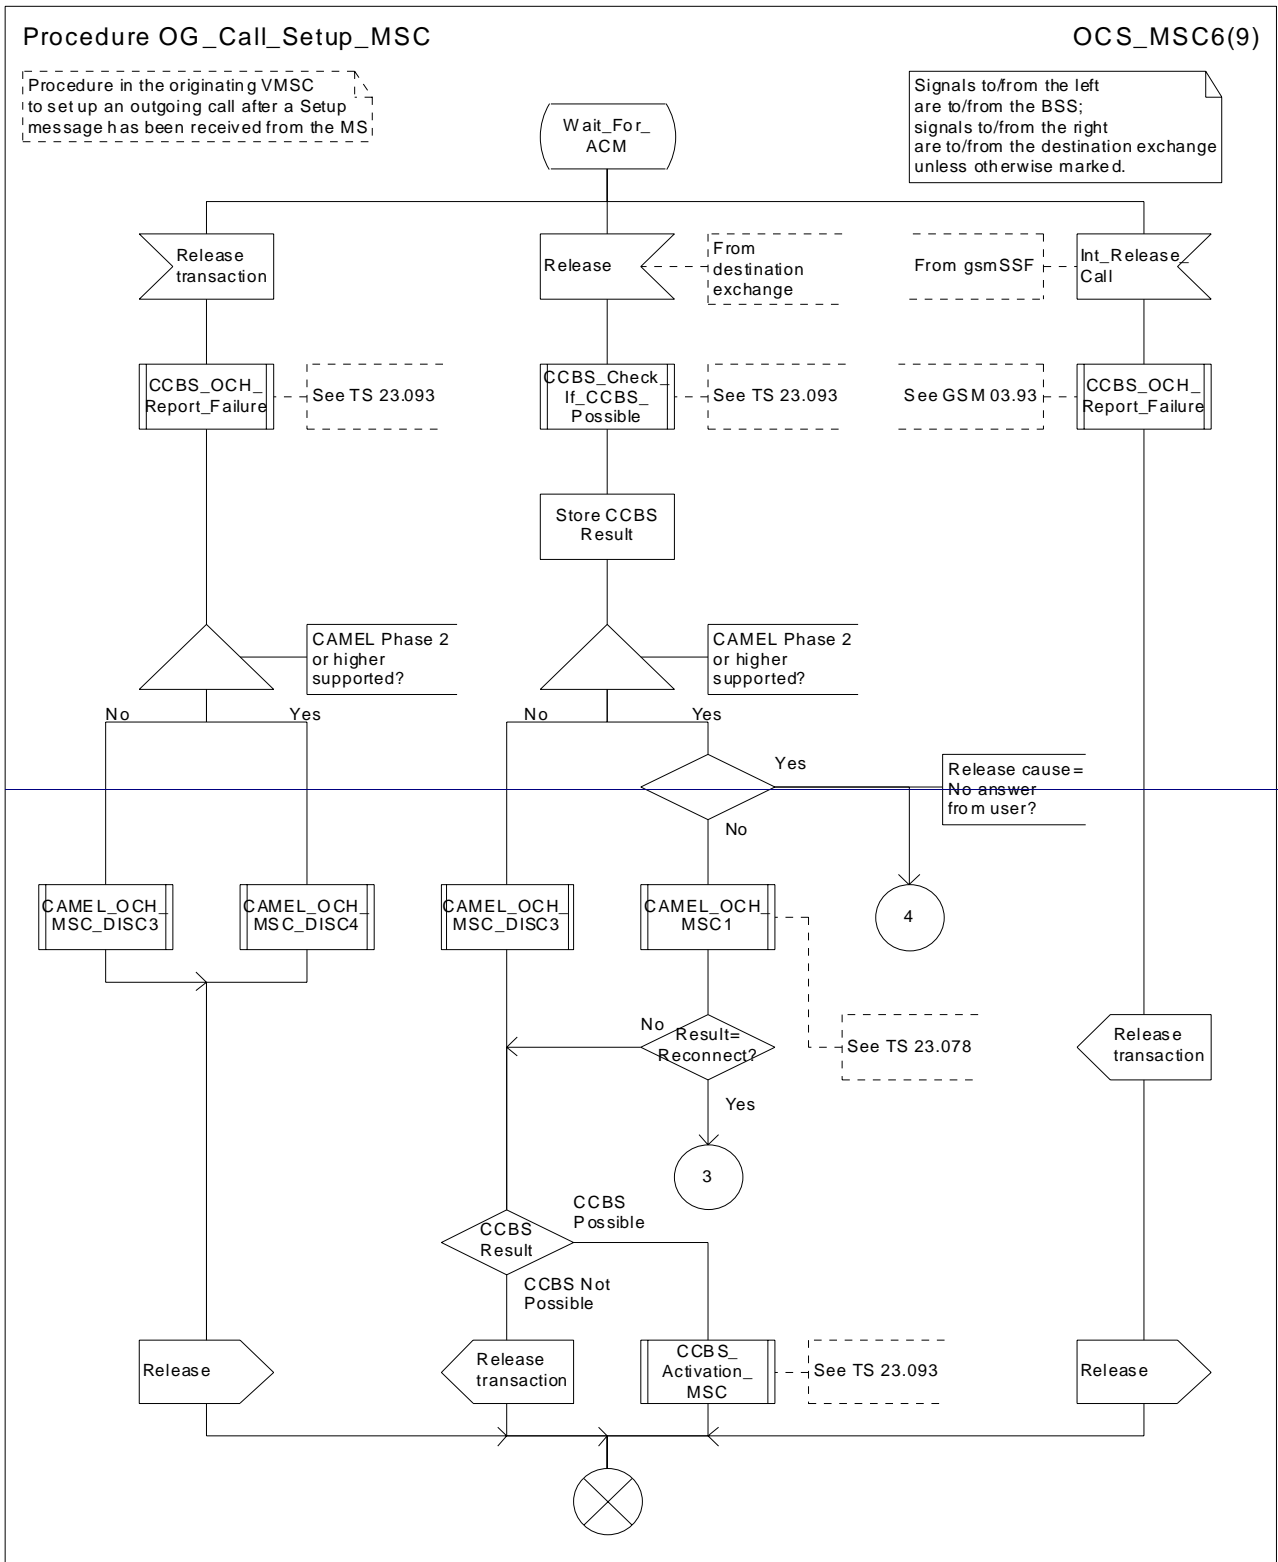 Procedure OG_Call_Setup_MSC
OCS_MSC6(9)
Procedure in the originating VMSC
to set up an outgoing call after a Setup
message has been received from the MS
Signals to/from the left
are to/from the BSS;
signals to/from the right
are to/from the destination exchange
unless otherwise marked.
Wait_For_
ACM
Release
transaction
Release
From
destination
exchange
From gsmSSF
Int_Release_
Call
CCBS_OCH_
Report_Failure
See TS 23.093
CCBS_Check_
If_CCBS_
Possible
See TS 23.093
See GSM 03.93
CCBS_OCH_
Report_Failure
Store CCBS
Result
CAMEL Phase 2
or higher
supported?
CAMEL Phase 2
or higher
supported?
No
Yes
No
Yes
Yes
Release cause=
No answer
from user?
No
CAMEL_OCH_
MSC_DISC3
CAMEL_OCH_
MSC_DISC4
CAMEL_OCH_
MSC_DISC3
CAMEL_OCH_
MSC1
4
No
Result=
Reconnect?
See TS 23.078
Release
transaction
Yes
3
CCBS
Possible
CCBS
Result
CCBS Not
Possible
Release
Release
transaction
CCBS_
Activation_
MSC
See TS 23.093
Release